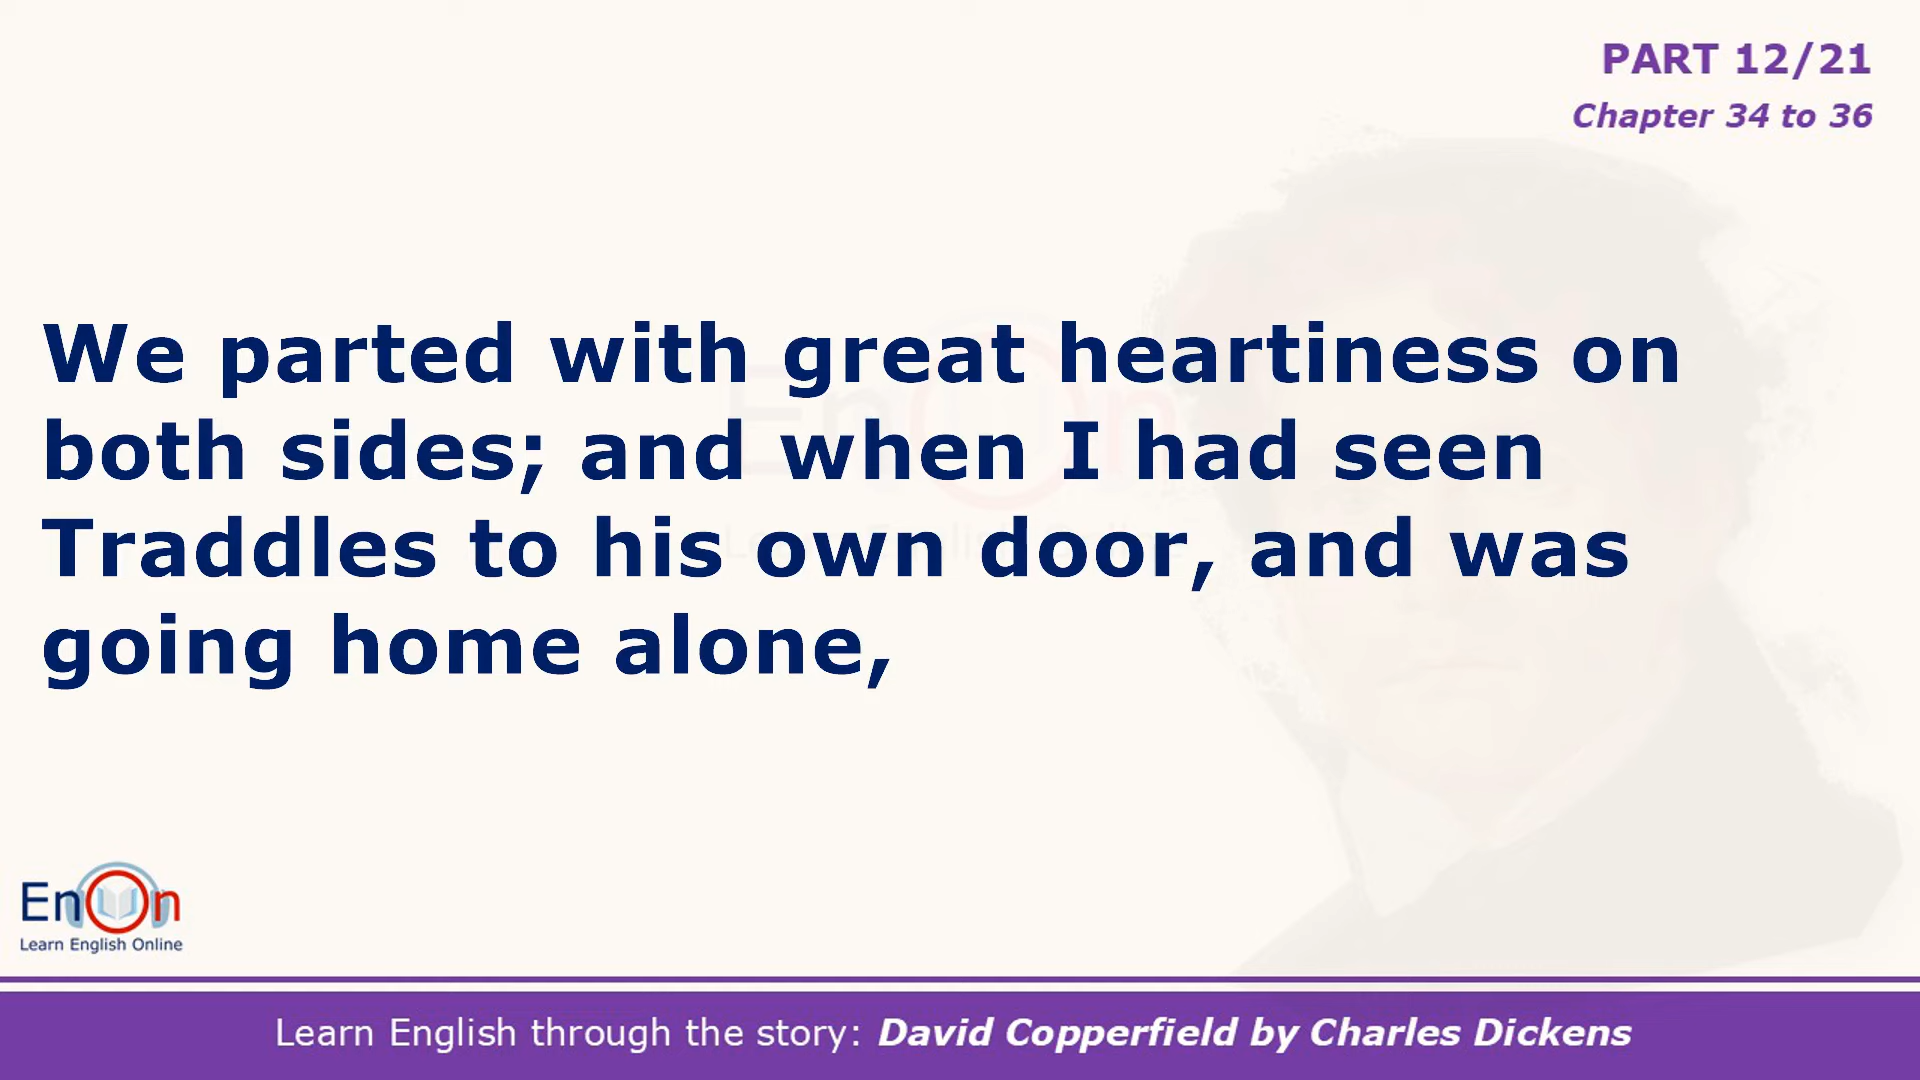 PART 12/21
Chapter 34 to 36
We parted with great heartiness on
both sides; and when I had seen
Traddles to his own door, and was
going home alone,
EnOn
Learn English Online
Learn English through the story: David Copperfield by Charles Dickens